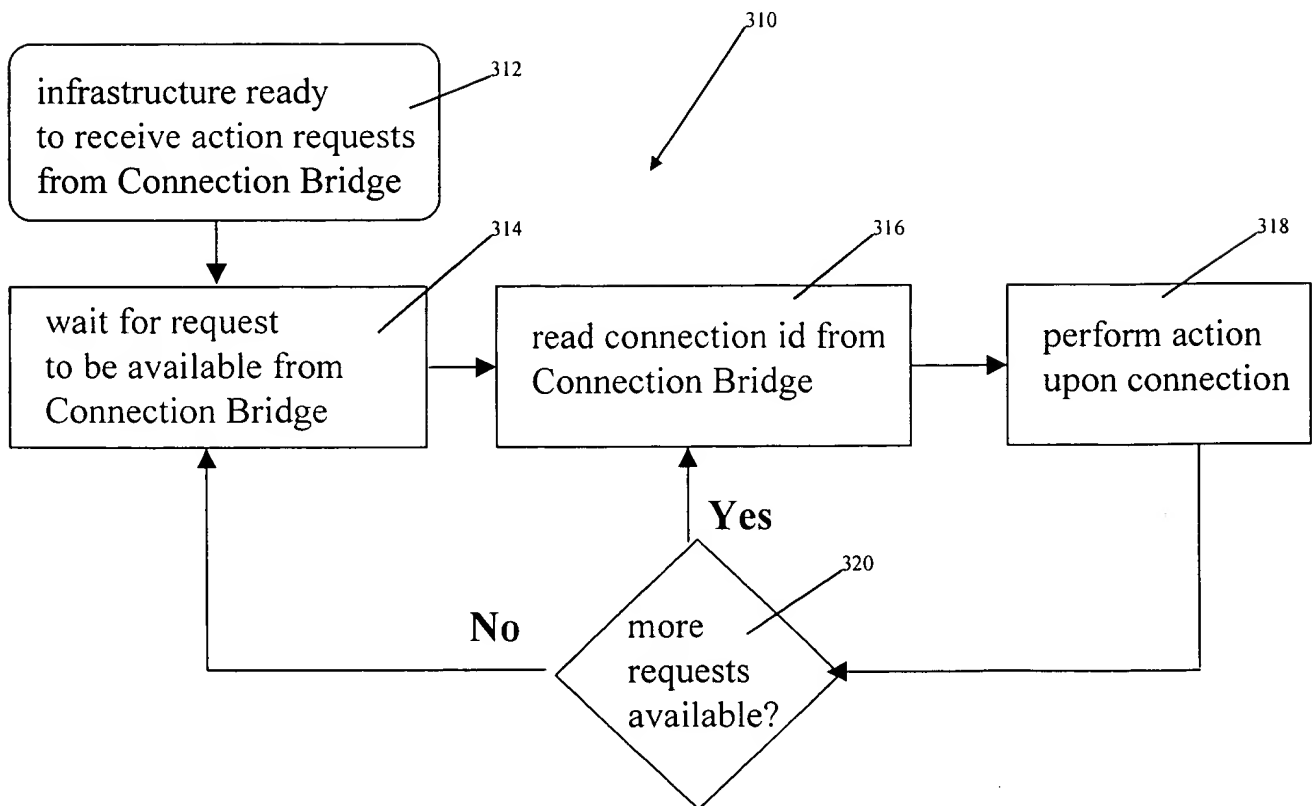 310
312
infrastructure ready
to receive action requests
from Connection Bridge
314
wait for request
to be available from
Connection Bridge
316
read connection id from
Connection Bridge
318
perform action
upon connection
Yes
320
No
more
requests
available?